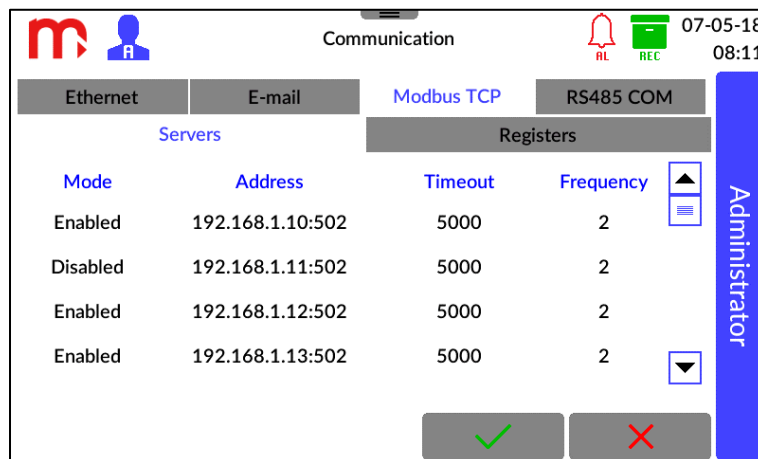 Communication
07-05-18
08:11
A
AL
REC
Ethernet E-mail Modbus TCP RS485 COM
Servers Registers
Mode Address Timeout Frequency
Enabled 192.168.1.10:502 5000 2
Disabled 192.168.1.11:502 5000 2
Enabled 192.168.1.12:502 5000 2
Enabled 192.168.1.13:502 5000 2
Administrator